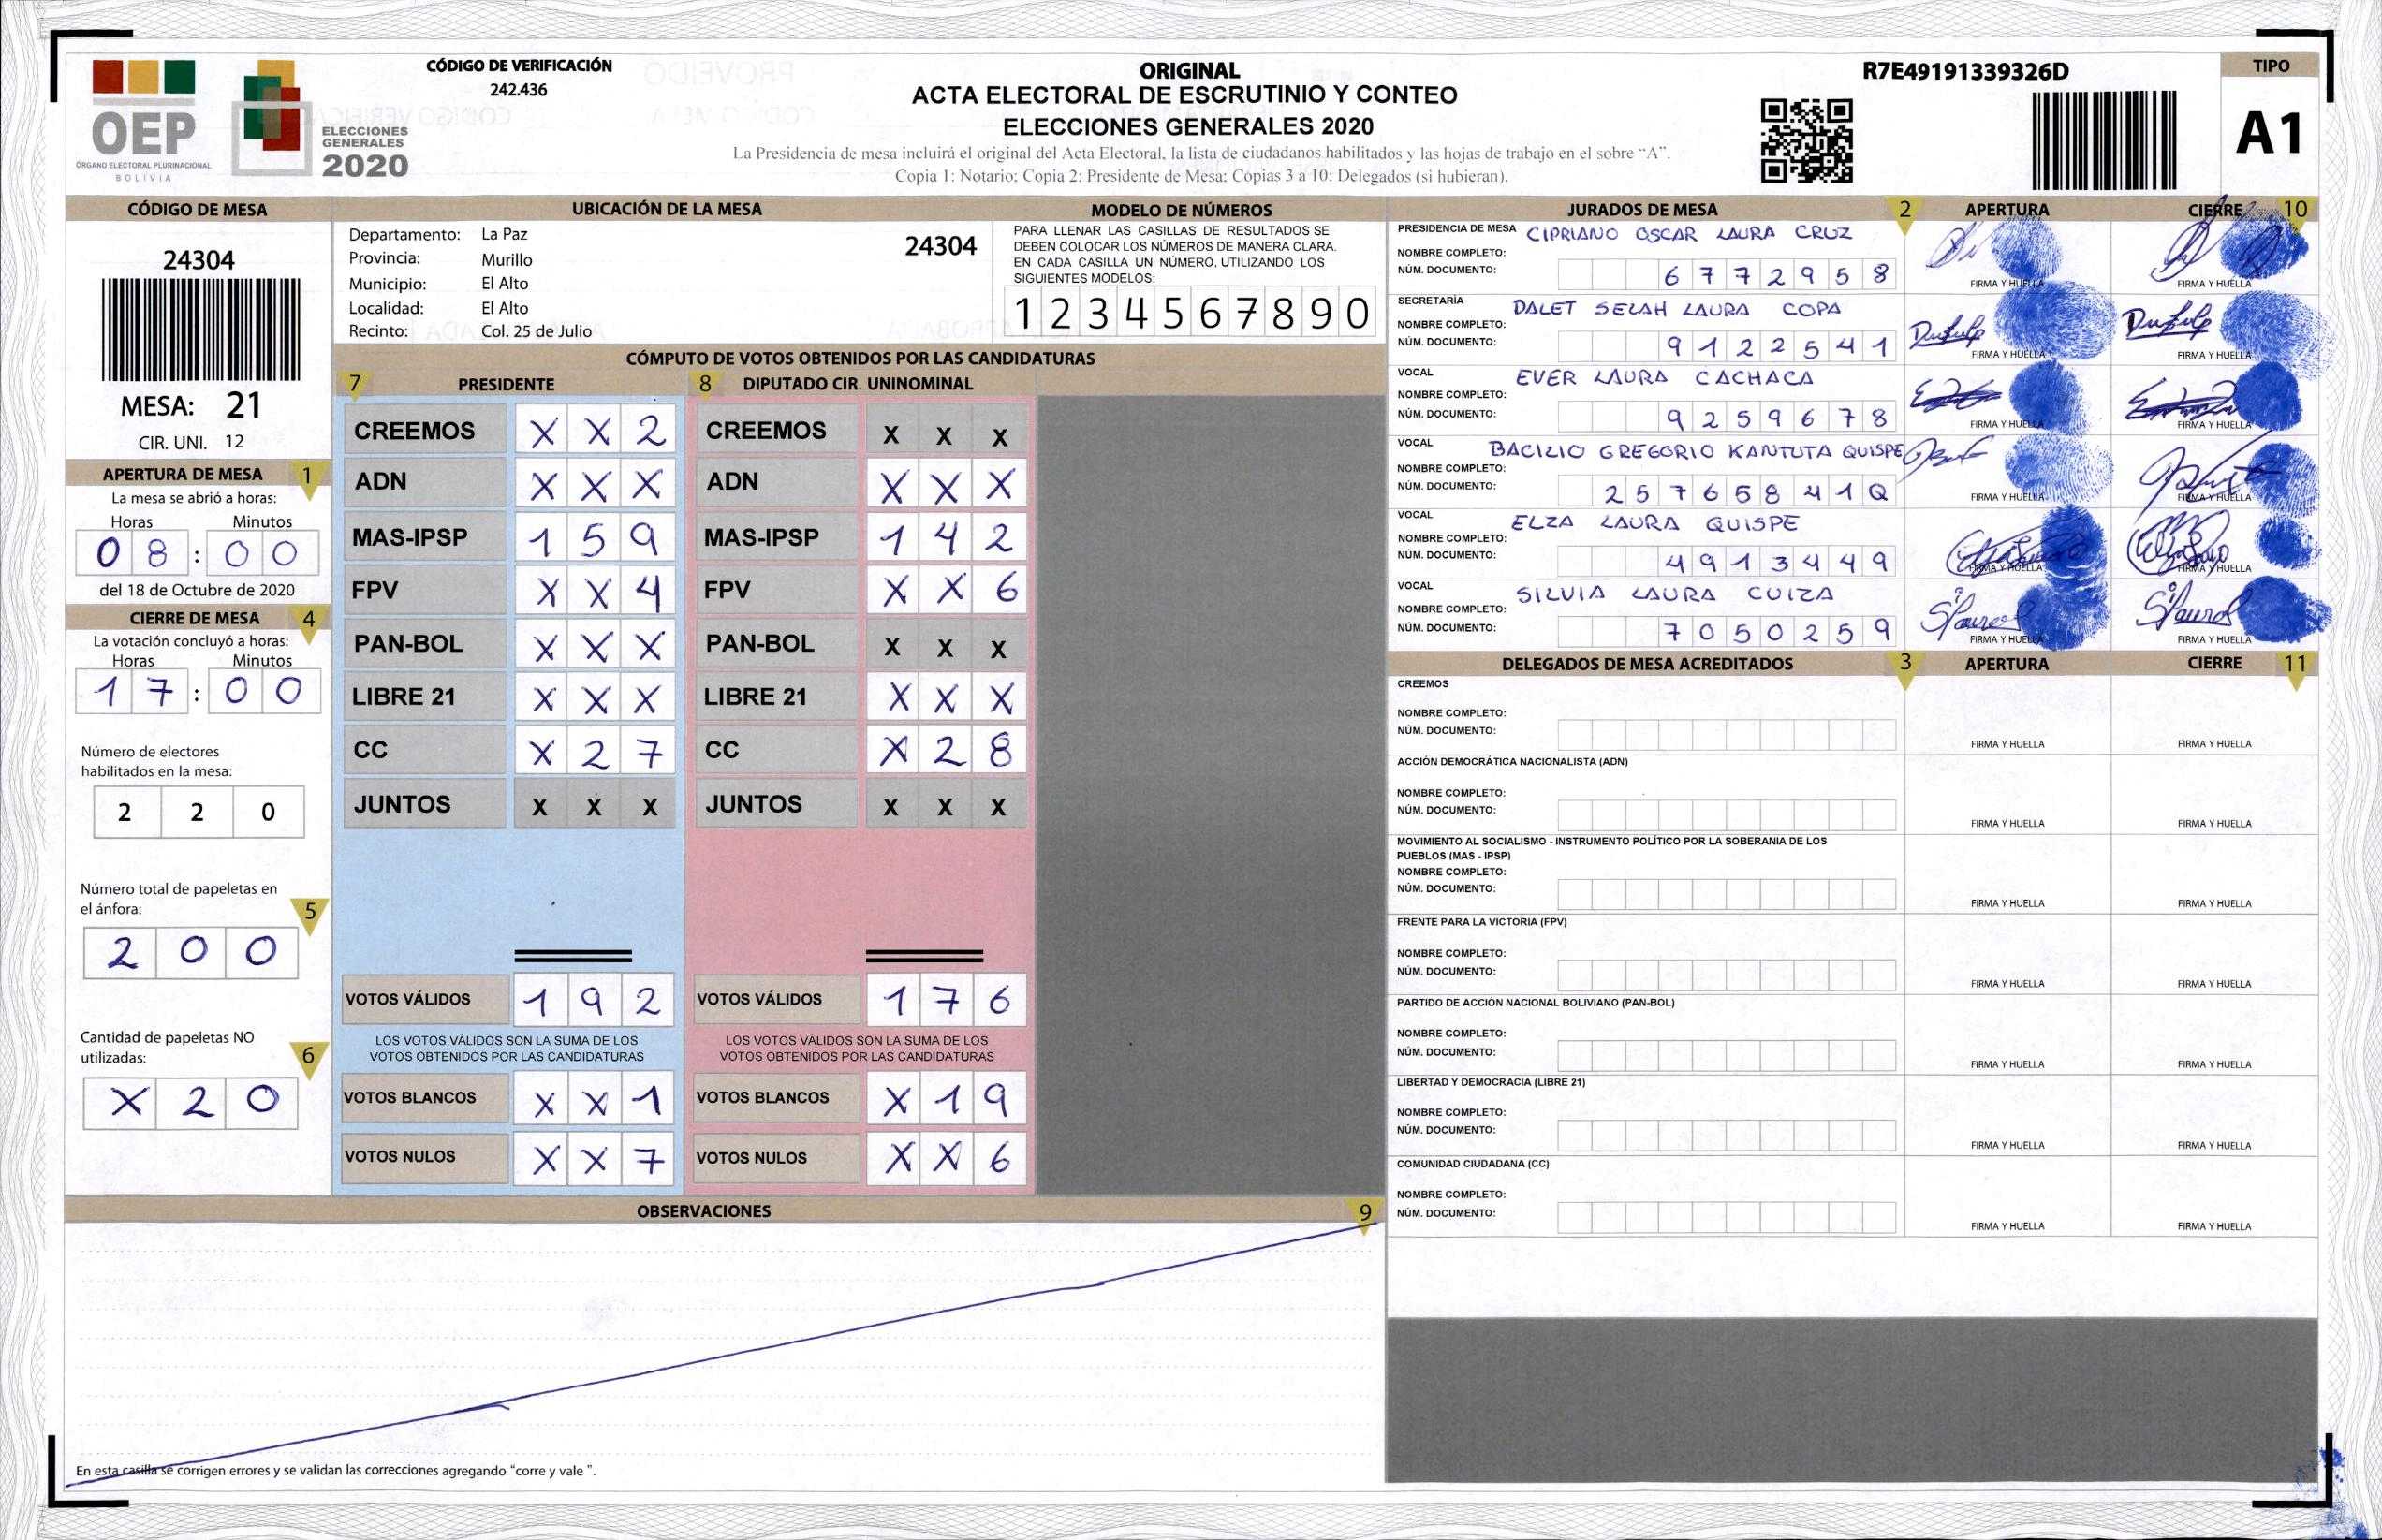 OEP
ÓRGANO ELECTORAL PLURINACIONAL
BOLIVIA
ELECCIONES
GENERALES
2020
CÓDIGO DE VERIFICACIÓN
242.436
ORIGINAL
ACTA ELECTORAL DE ESCRUTINIO Y CONTEO
ELECCIONES GENERALES 2020
La Presidencia de mesa incluirá el original del Acta Electoral, la lista de ciudadanos habilitados y las hojas de trabajo en el sobre "A".
Copia 1: Notario: Copia 2: Presidente de Mesa: Copias 3 a 10: Delegados (si hubieran).
R7E49191339326D
TIPO
A1
CÓDIGO DE MESA
24304
MESA: 21
CIR. UNI. 12
APERTURA DE MESA 1
La mesa se abrió a horas:
Horas Minutos
0 8 : 0 0
del 18 de Octubre de 2020
CIERRE DE MESA 4
La votación concluyó a horas:
Horas Minutos
1 7 : 0 0
Número de electores
habilitados en la mesa:
2 2 0
Número total de papeletas en
el ánfora: 5
2 0 0
Cantidad de papeletas NO
utilizadas: 6
X 2 0
UBICACIÓN DE LA MESA
Departamento: La Paz
24304
Provincia: Murillo
Municipio: El Alto
Localidad: El Alto
Recinto: Col. 25 de Julio
MODELO DE NÚMEROS
PARA LLENAR LAS CASILLAS DE RESULTADOS SE
DEBEN COLOCAR LOS NÚMEROS DE MANERA CLARA.
EN CADA CASILLA UN NÚMERO. UTILIZANDO LOS
SIGUIENTES MODELOS:
1 2 3 4 5 6 7 8 9 0
CÓMPUTO DE VOTOS OBTENIDOS POR LAS CANDIDATURAS
7 PRESIDENTE 8 DIPUTADO CIR. UNINOMINAL
CREEMOS X X 2 CREEMOS X X X
ADN X X X ADN X X X
MAS-IPSP 1 5 9 MAS-IPSP 1 4 2
FPV X X 4 FPV X X 6
PAN-BOL X X X PAN-BOL X X X
LIBRE 21 X X X LIBRE 21 X X X
CC X 2 7 CC X 2 8
JUNTOS X X X JUNTOS X X X
VOTOS VÁLIDOS 1 9 2 VOTOS VÁLIDOS 1 7 6
LOS VOTOS VÁLIDOS SON LA SUMA DE LOS LOS VOTOS VÁLIDOS SON LA SUMA DE LOS
VOTOS OBTENIDOS POR LAS CANDIDATURAS VOTOS OBTENIDOS POR LAS CANDIDATURAS
VOTOS BLANCOS X X 1 VOTOS BLANCOS X 1 9
VOTOS NULOS X X 7 VOTOS NULOS X X 6
OBSERVACIONES 9
En esta casilla se corrigen errores y se validan las correcciones agregando "corre y vale ".
JURADOS DE MESA 2 APERTURA CIERRE 10
PRESIDENCIA DE MESA CIPRIANO OSCAR LAURA CRUZ
NOMBRE COMPLETO:
NÚM. DOCUMENTO: 6 7 7 2 9 5 8 FIRMA Y HUELLA FIRMA Y HUELLA
SECRETARÍA DALET SELAH LAURA COPA
NOMBRE COMPLETO:
NÚM. DOCUMENTO: 9 1 2 2 5 4 1 FIRMA Y HUELLA FIRMA Y HUELLA
VOCAL EVER LAURA CACHACA
NOMBRE COMPLETO:
NÚM. DOCUMENTO: 9 2 5 9 6 7 8 FIRMA Y HUELLA FIRMA Y HUELLA
VOCAL BACILIO GREGORIO KANTUTA QUISPE
NOMBRE COMPLETO:
NÚM. DOCUMENTO: 2 5 7 6 5 8 4 1 Q FIRMA Y HUELLA FIRMA Y HUELLA
VOCAL ELZA LAURA QUISPE
NOMBRE COMPLETO:
NÚM. DOCUMENTO: 4 9 1 3 4 4 9 FIRMA Y HUELLA FIRMA Y HUELLA
VOCAL SILVIA LAURA CUIZA
NOMBRE COMPLETO:
NÚM. DOCUMENTO: 7 0 5 0 2 5 9 FIRMA Y HUELLA FIRMA Y HUELLA
DELEGADOS DE MESA ACREDITADOS 3 APERTURA CIERRE 11
CREEMOS
NOMBRE COMPLETO:
NÚM. DOCUMENTO: FIRMA Y HUELLA FIRMA Y HUELLA
ACCIÓN DEMOCRÁTICA NACIONALISTA (ADN)
NOMBRE COMPLETO:
NÚM. DOCUMENTO: FIRMA Y HUELLA FIRMA Y HUELLA
MOVIMIENTO AL SOCIALISMO - INSTRUMENTO POLÍTICO POR LA SOBERANIA DE LOS
PUEBLOS (MAS - IPSP)
NOMBRE COMPLETO:
NÚM. DOCUMENTO: FIRMA Y HUELLA FIRMA Y HUELLA
FRENTE PARA LA VICTORIA (FPV)
NOMBRE COMPLETO:
NÚM. DOCUMENTO: FIRMA Y HUELLA FIRMA Y HUELLA
PARTIDO DE ACCIÓN NACIONAL BOLIVIANO (PAN-BOL)
NOMBRE COMPLETO:
NÚM. DOCUMENTO: FIRMA Y HUELLA FIRMA Y HUELLA
LIBERTAD Y DEMOCRACIA (LIBRE 21)
NOMBRE COMPLETO:
NÚM. DOCUMENTO: FIRMA Y HUELLA FIRMA Y HUELLA
COMUNIDAD CIUDADANA (CC)
NOMBRE COMPLETO:
NÚM. DOCUMENTO: FIRMA Y HUELLA FIRMA Y HUELLA